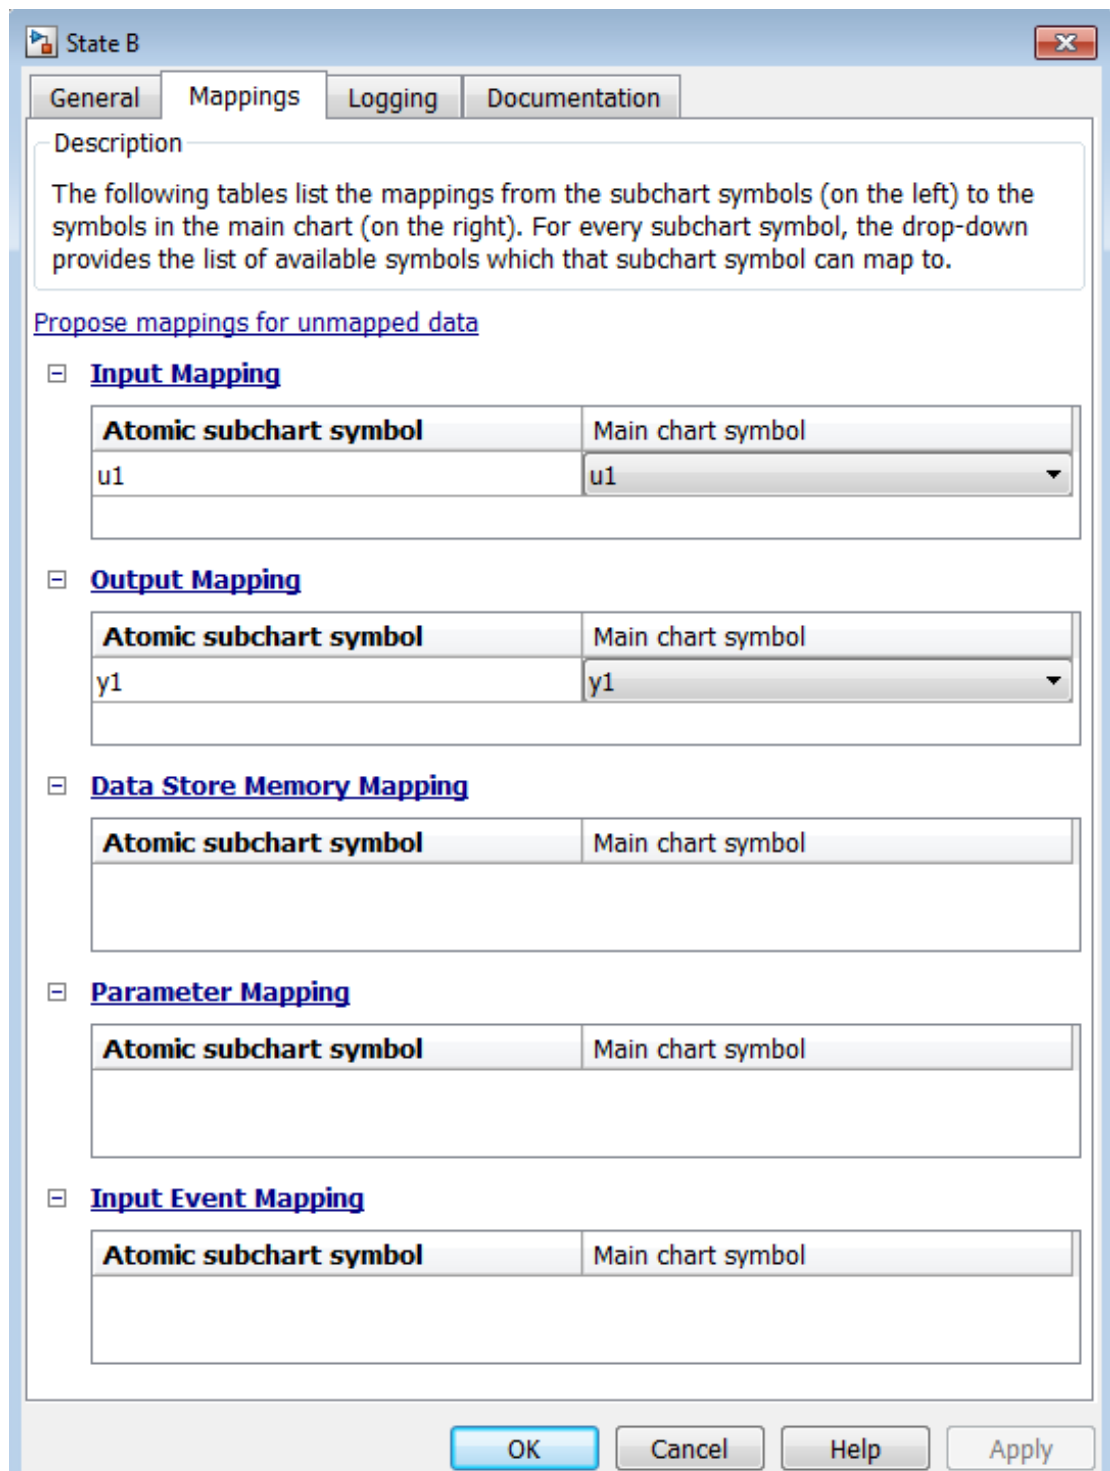 State B
General Mappings Logging Documentation
Description
The following tables list the mappings from the subchart symbols (on the left) to the
symbols in the main chart (on the right). For every subchart symbol, the drop-down
provides the list of available symbols which that subchart symbol can map to.
Propose mappings for unmapped data
Input Mapping
Atomic subchart symbol Main chart symbol
u1 u1
Output Mapping
Atomic subchart symbol Main chart symbol
y1 y1
Data Store Memory Mapping
Atomic subchart symbol Main chart symbol
Parameter Mapping
Atomic subchart symbol Main chart symbol
Input Event Mapping
Atomic subchart symbol Main chart symbol
OK Cancel Help Apply